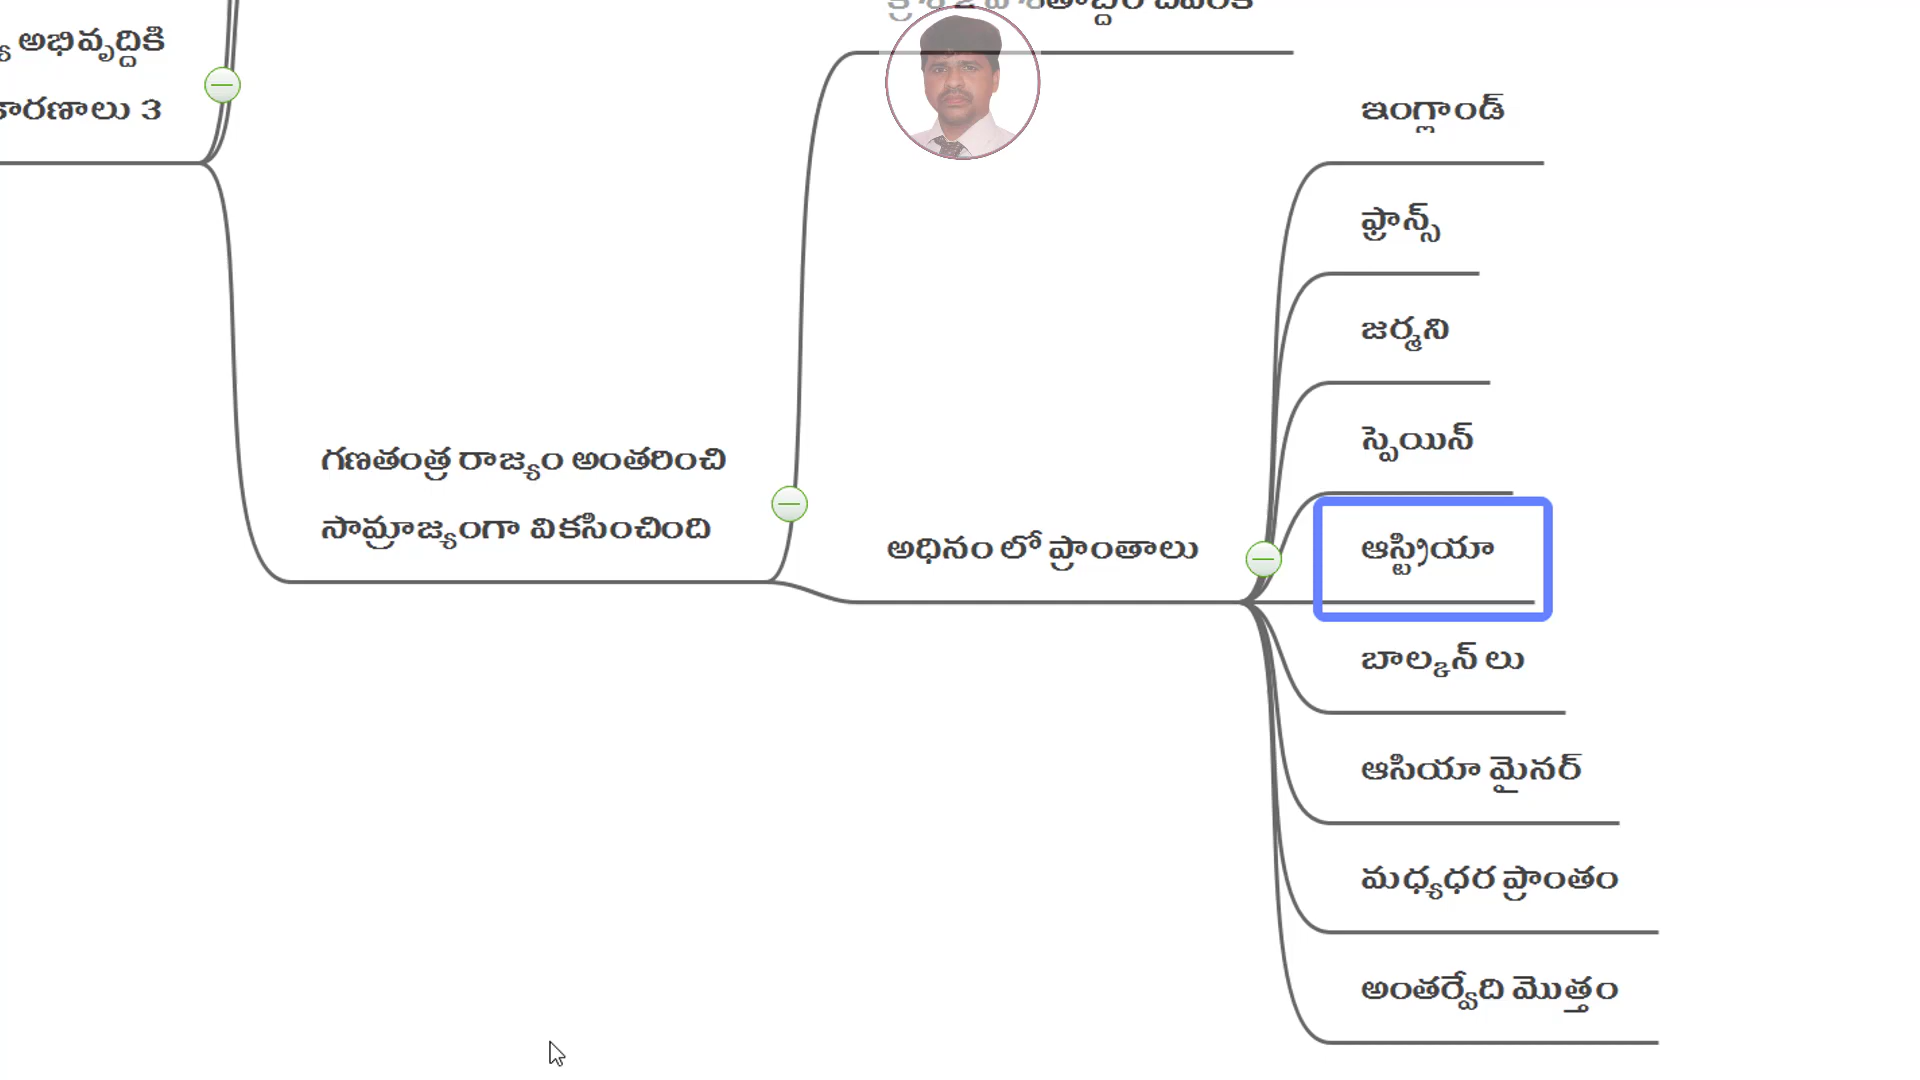 అభివృద్దికి
కారణాలు 3
గణతంత్ర రాజ్యం అంతరించి
సామ్రాజ్యంగా వికసించింది
అధినం లో ప్రాంతాలు
ఇంగ్లాండ్
ఫ్రాన్స్
జర్మని
స్పెయిన్
ఆస్ట్రియా
బాల్కన్ లు
ఆసియా మైనర్
మధ్యధర ప్రాంతం
అంతర్వేది మొత్తం